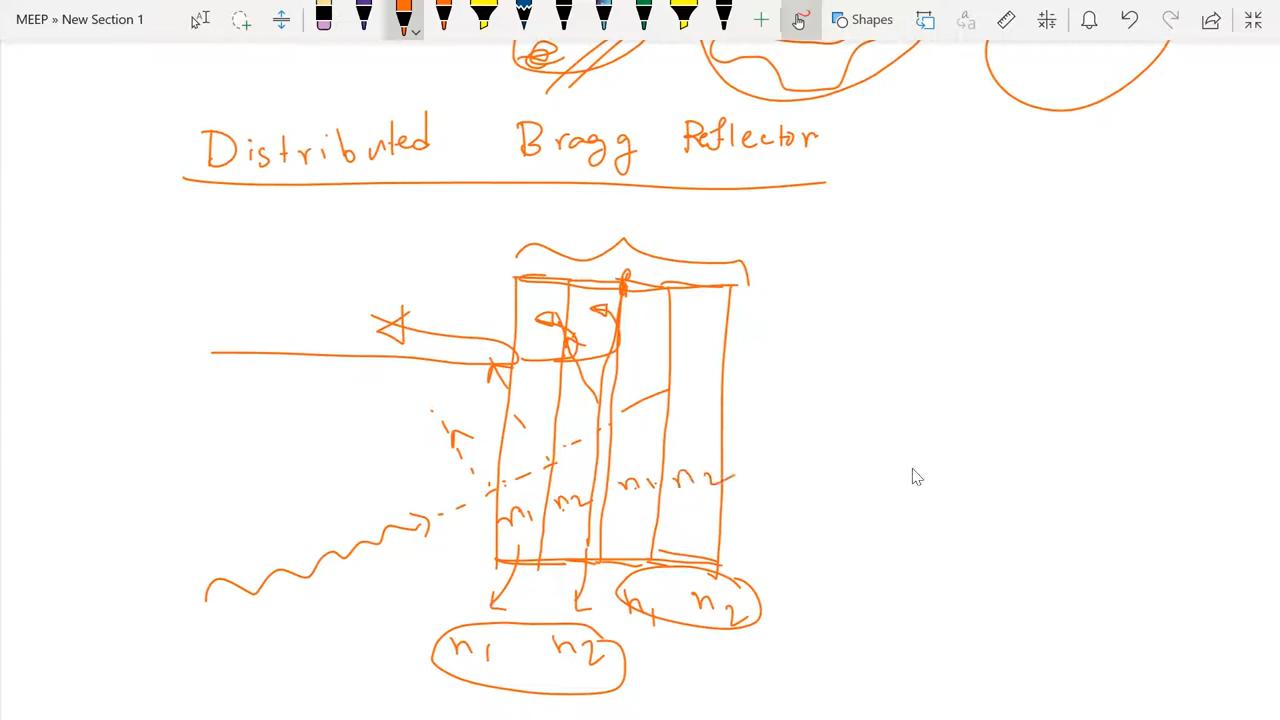 MEEP » New Section 1
Shapes
Distributed Bragg Reflector
n1 n2 n1 n2
n1 n2
n1 n2